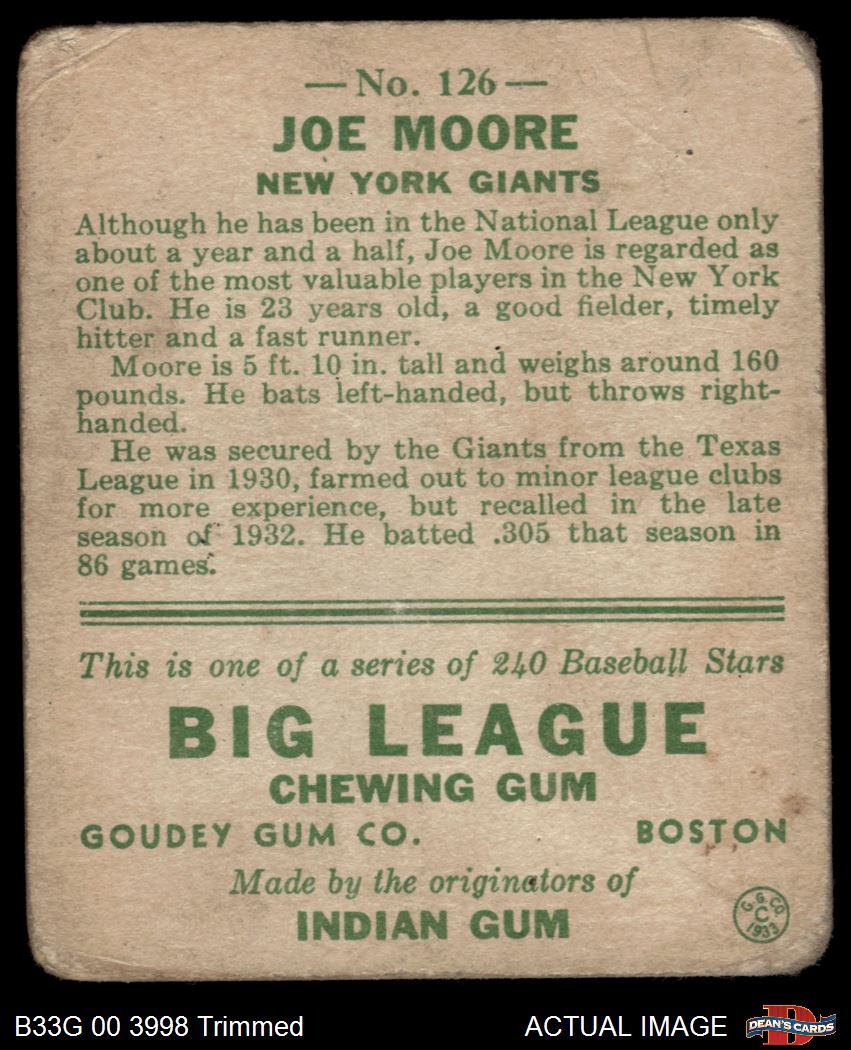 — No. 126 —
JOE MOORE
NEW YORK GIANTS
Although he has been in the National League only
about a year and a half, Joe Moore is regarded as
one of the most valuable players in the New York
Club. He is 23 years old, a good fielder, timely
hitter and a fast runner.
Moore is 5 ft. 10 in. tall and weighs around 160
pounds. He bats left-handed, but throws right-
handed.
He was secured by the Giants from the Texas
League in 1930, farmed out to minor league clubs
for more experience, but recalled in the late
season of 1932. He batted .305 that season in
86 games.
This is one of a series of 240 Baseball Stars
BIG LEAGUE
CHEWING GUM
GOUDEY GUM CO. BOSTON
Made by the originators of
INDIAN GUM
G. G. CO.
C
1933
B33G 00 3998 Trimmed ACTUAL IMAGE
D
DEAN'S CARDS